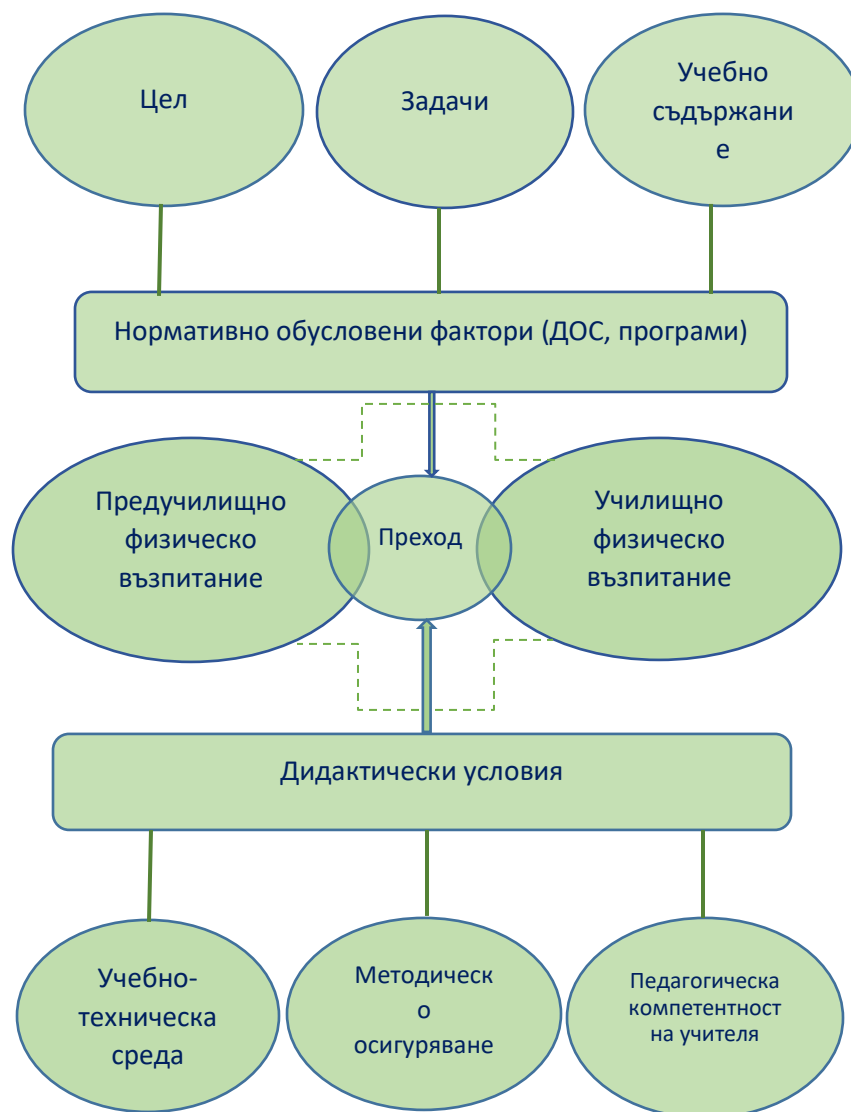 Цел
Задачи
Учебно
съдържани
е
Нормативно обусловени фактори (ДОС, програми)
Предучилищно
физическо
възпитание
Преход
Училищно
физическо
възпитание
Дидактически условия
Учебно-
техническа
среда
Методическ
о
осигуряване
Педагогическа
компетентност
на учителя